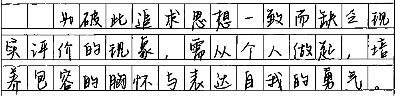 为破此追求思想一致而缺乏现
实评价的现象，需从个人做起，培
养包容的胸怀与表达自我的勇气。